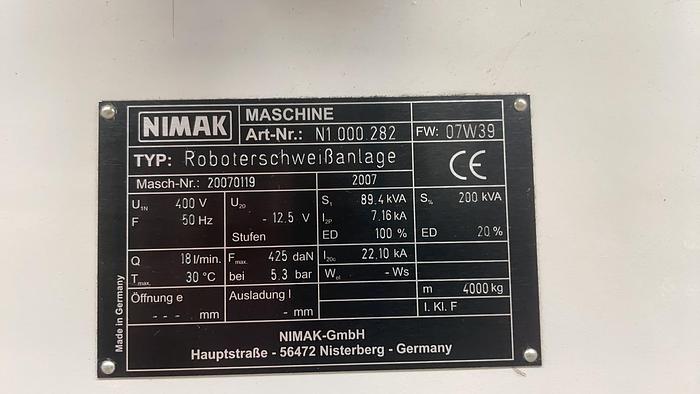 NIMAK
MASCHINE
Art-Nr.: N1.000.282 FW: 07W39
TYP: Roboterschweißanlage CE
Masch-Nr.: 20070119 2007
U1N 400 V U20 S1 89.4 kVA S% 200 kVA
F 50 Hz - 12.5 V I2P 7.16 kA
Stufen ED 100 % ED 20 %
Q 18 l/min. Fmax. 425 daN I20c 22.10 kA
Tmax. 30 °C bei 5.3 bar Wel - Ws
m 4000 kg
Öffnung e Ausladung l I. Kl. F
- - - mm - mm
NIMAK-GmbH
Hauptstraße - 56472 Nisterberg - Germany
Made in Germany